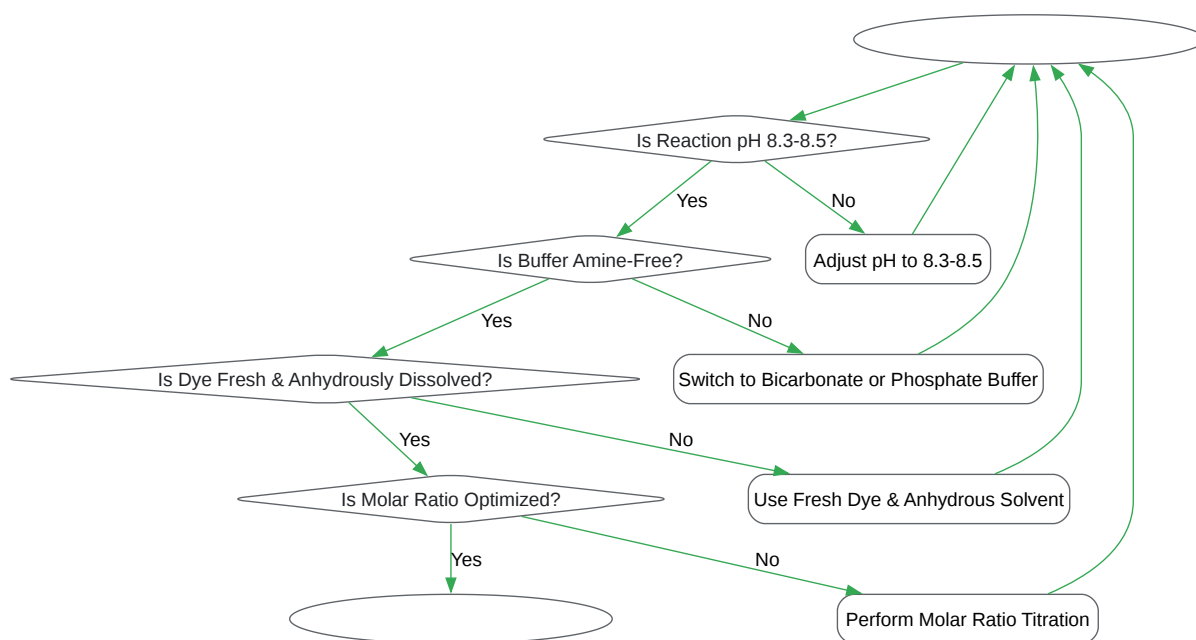 Is Reaction pH 8.3-8.5?
Yes
No
Is Buffer Amine-Free?
Adjust pH to 8.3-8.5
Yes
No
Is Dye Fresh & Anhydrously Dissolved?
Switch to Bicarbonate or Phosphate Buffer
Yes
No
Is Molar Ratio Optimized?
Use Fresh Dye & Anhydrous Solvent
Yes
No
Perform Molar Ratio Titration